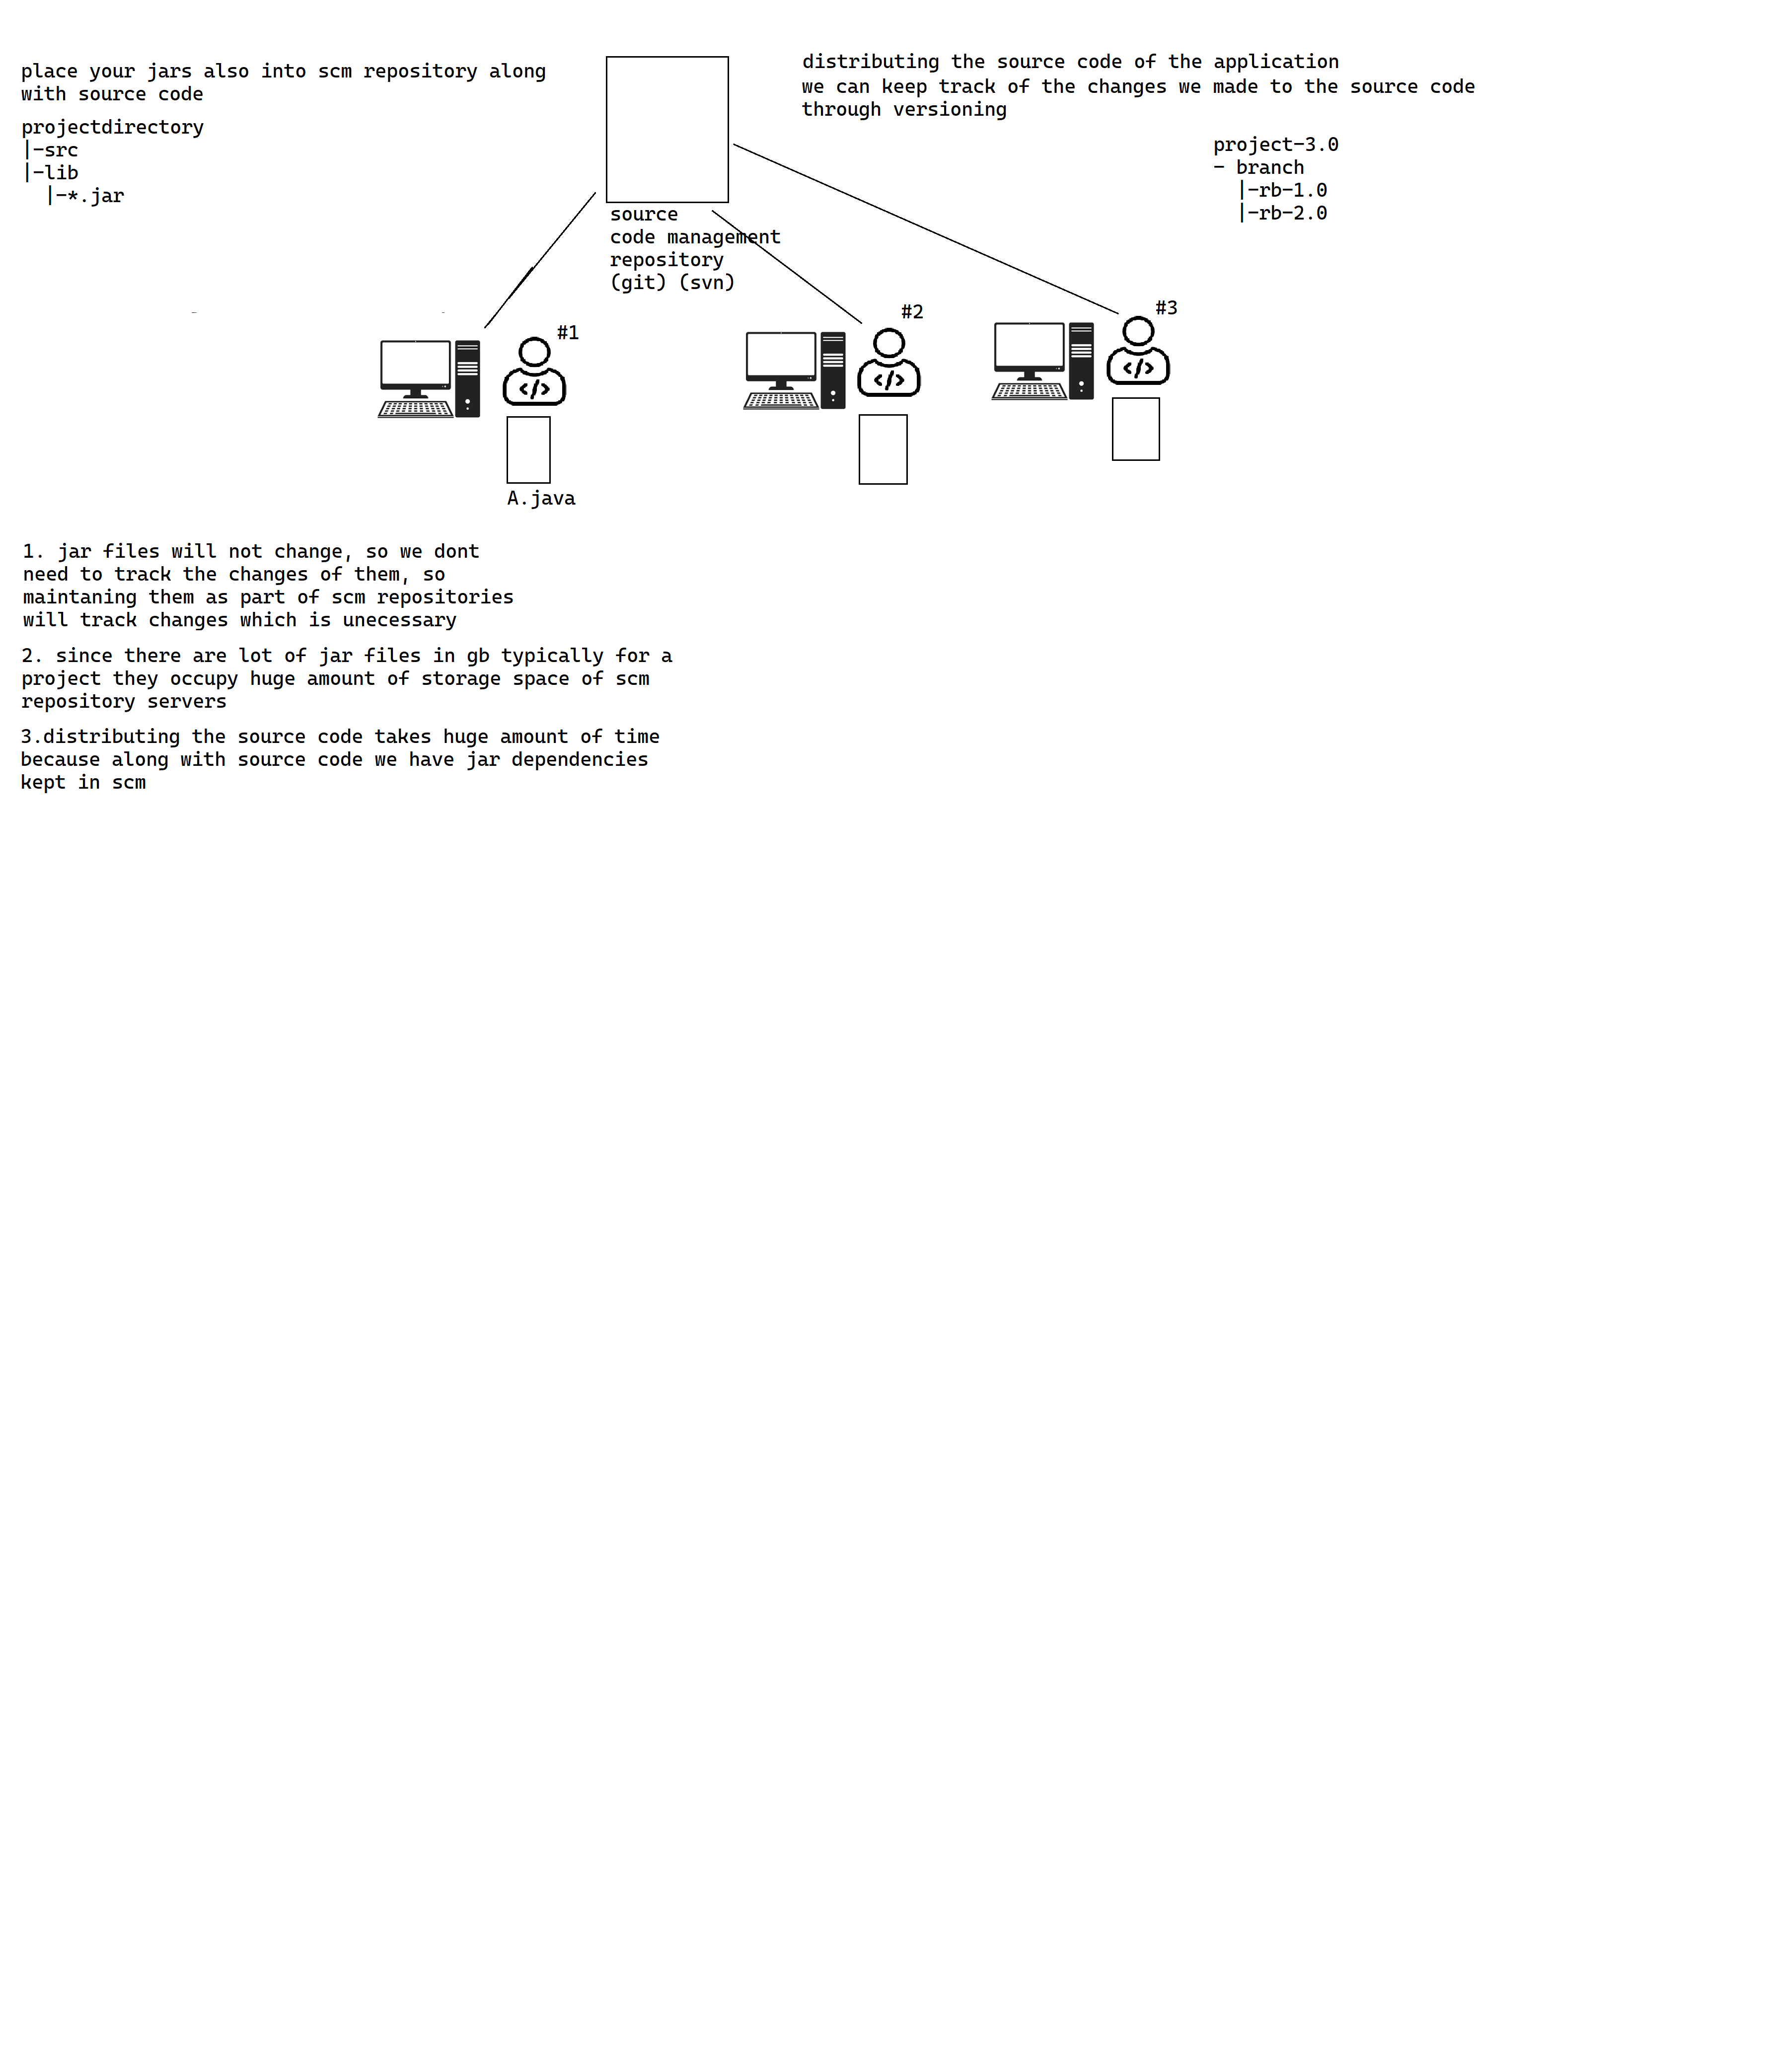 place your jars also into scm repository along
with source code
projectdirectory
|-src
|-lib
  |-*.jar
distributing the source code of the application
we can keep track of the changes we made to the source code
through versioning
project-3.0
- branch
  |-rb-1.0
  |-rb-2.0
source
code management
repository
(git) (svn)
#1
#2
#3
</>
</>
</>
A.java
1. jar files will not change, so we dont
need to track the changes of them, so
maintaning them as part of scm repositories
will track changes which is unecessary
2. since there are lot of jar files in gb typically for a
project they occupy huge amount of storage space of scm
repository servers
3.distributing the source code takes huge amount of time
because along with source code we have jar dependencies
kept in scm